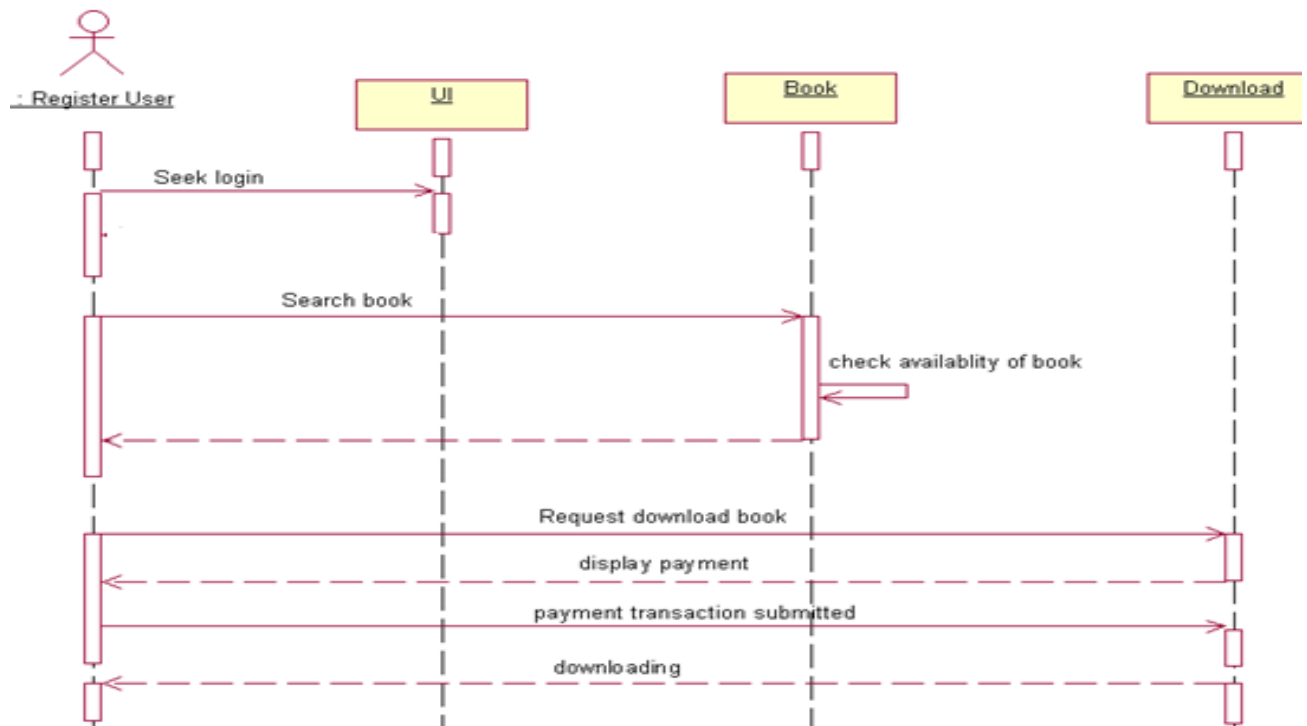 : Register User
UI
Book
Download
Seek login
Search book
check availablity of book
Request download book
display payment
payment transaction submitted
downloading